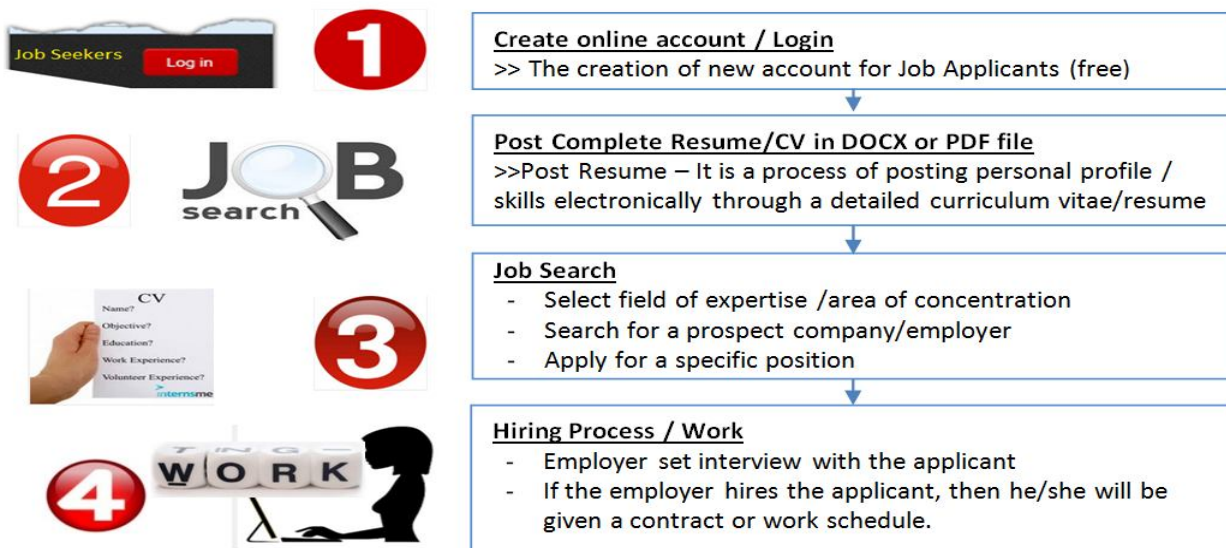 Job Seekers
Log in
1
Create online account / Login
>> The creation of new account for Job Applicants (free)
2
JOB
search
Post Complete Resume/CV in DOCX or PDF file
>>Post Resume – It is a process of posting personal profile /
skills electronically through a detailed curriculum vitae/resume
CV
Name?
Objective?
Education?
Work Experience?
Volunteer Experience?
internsme
3
Job Search
- Select field of expertise /area of concentration
- Search for a prospect company/employer
- Apply for a specific position
4
T I N G I
WORK
Hiring Process / Work
- Employer set interview with the applicant
- If the employer hires the applicant, then he/she will be
given a contract or work schedule.